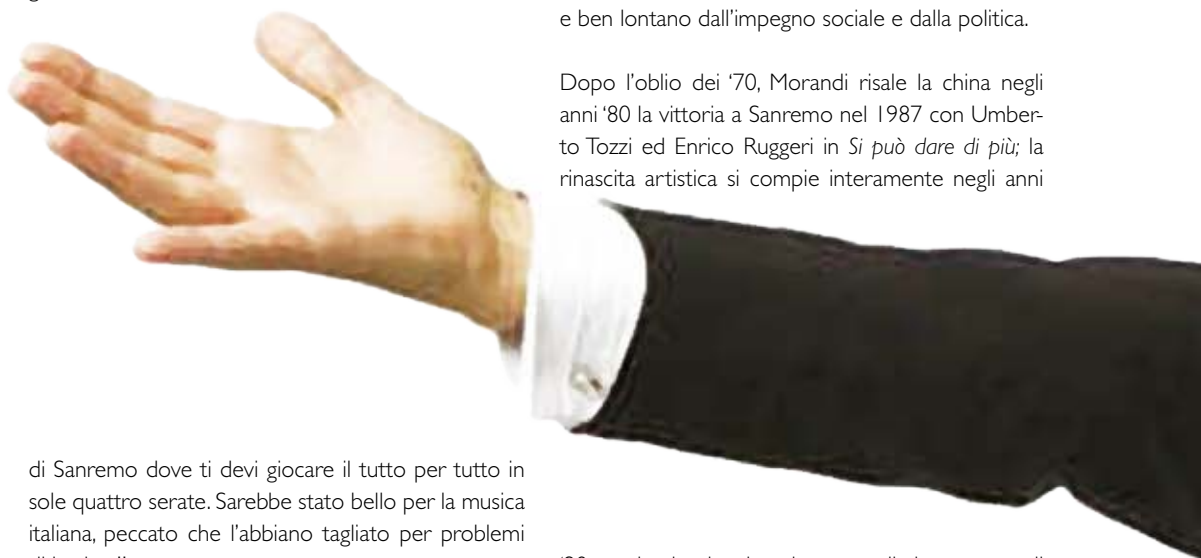 di Sanremo dove ti devi giocare il tutto per tutto in
sole quattro serate. Sarebbe stato bello per la musica
italiana, peccato che l'abbiano tagliato per problemi
e ben lontano dall'impegno sociale e dalla politica.
Dopo l'oblio dei '70, Morandi risale la china negli
anni '80 la vittoria a Sanremo nel 1987 con Umber-
to Tozzi ed Enrico Ruggeri in Si può dare di più; la
rinascita artistica si compie interamente negli anni